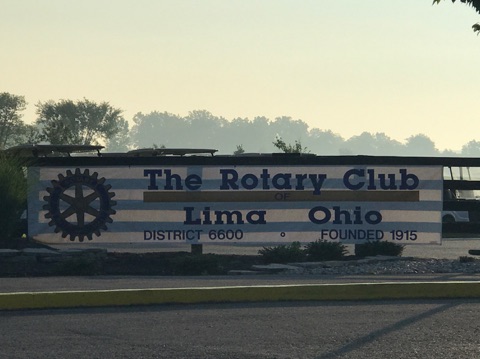 The Rotary Club
OF
Lima Ohio
DISTRICT 6600 • FOUNDED 1915